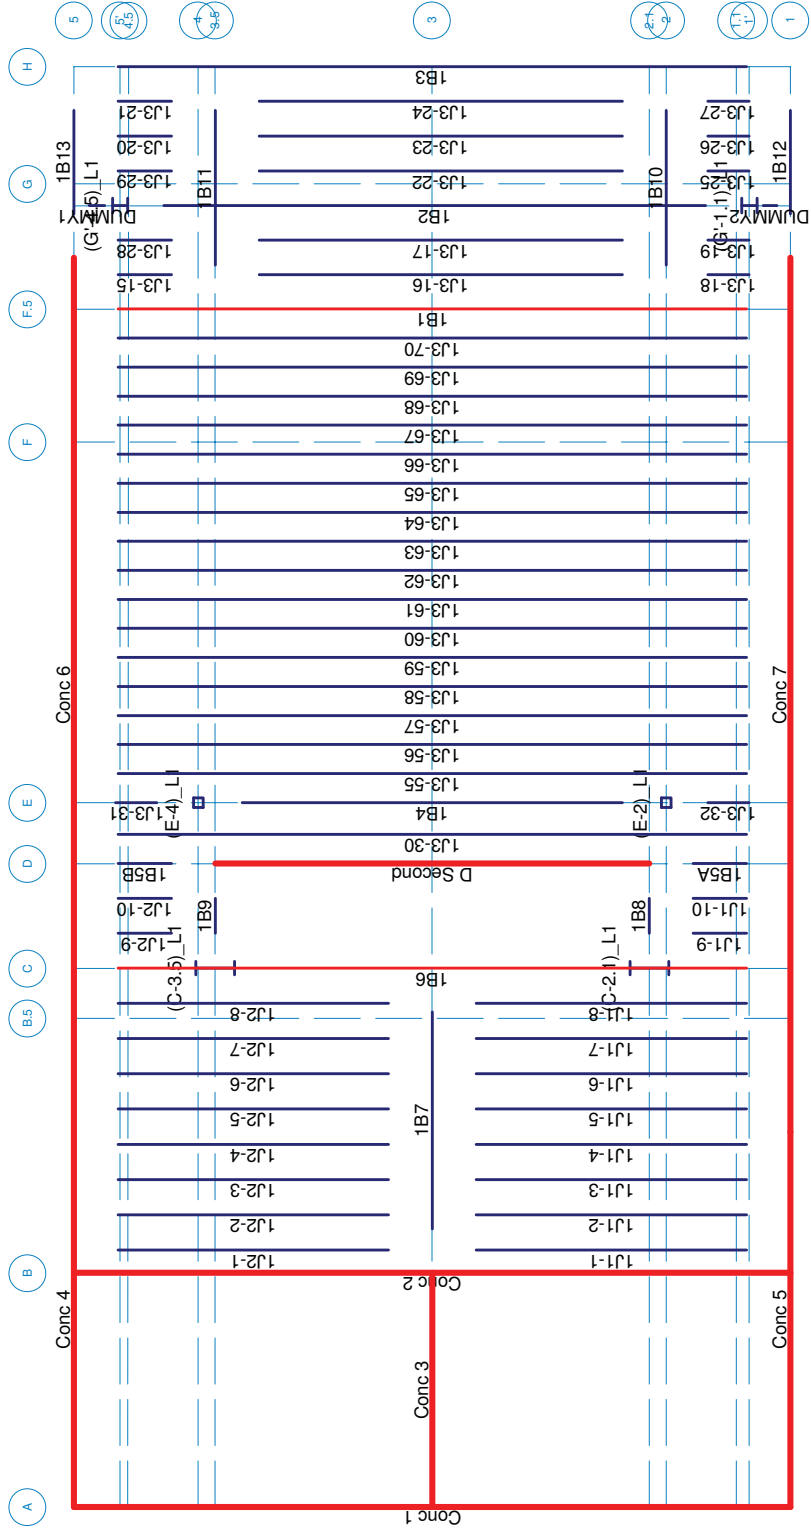 5
5'
4.5
4
3.5
3
2.1
2
1.1
1'
1
H
1B3
1J3-21
1J3-24
1J3-27
1B13
1J3-20
1J3-23
1J3-26
1B12
1J3-29
1B11
1J3-22
1B10
1J3-25
G
DUMMY1
(G'-4.5)_L1
1B2
(G'-1.1)_L1
DUMMY2
1J3-28
1J3-17
1J3-19
1J3-15
1J3-16
1J3-18
F.5
1B1
1J3-70
1J3-69
1J3-68
F
1J3-67
1J3-66
1J3-65
1J3-64
1J3-63
1J3-62
1J3-61
1J3-60
1J3-59
Conc 6
1J3-58
Conc 7
1J3-57
1J3-56
1J3-55
E
1J3-31
(E-4)_L1
1B4
(E-2)_L1
1J3-32
1J3-30
D
1B5B
D Second
1B5A
1J2-10
1B9
1B8
1J1-10
1J2-9
1J1-9
C
(C-3.5)_L1
1B6
(C-2.1)_L1
B.5
1J2-8
1J1-8
1J2-7
1J1-7
1J2-6
1J1-6
1J2-5
1B7
1J1-5
1J2-4
1J1-4
1J2-3
1J1-3
1J2-2
1J1-2
1J2-1
1J1-1
B
Conc 2
Conc 4
Conc 3
Conc 5
A
Conc 1